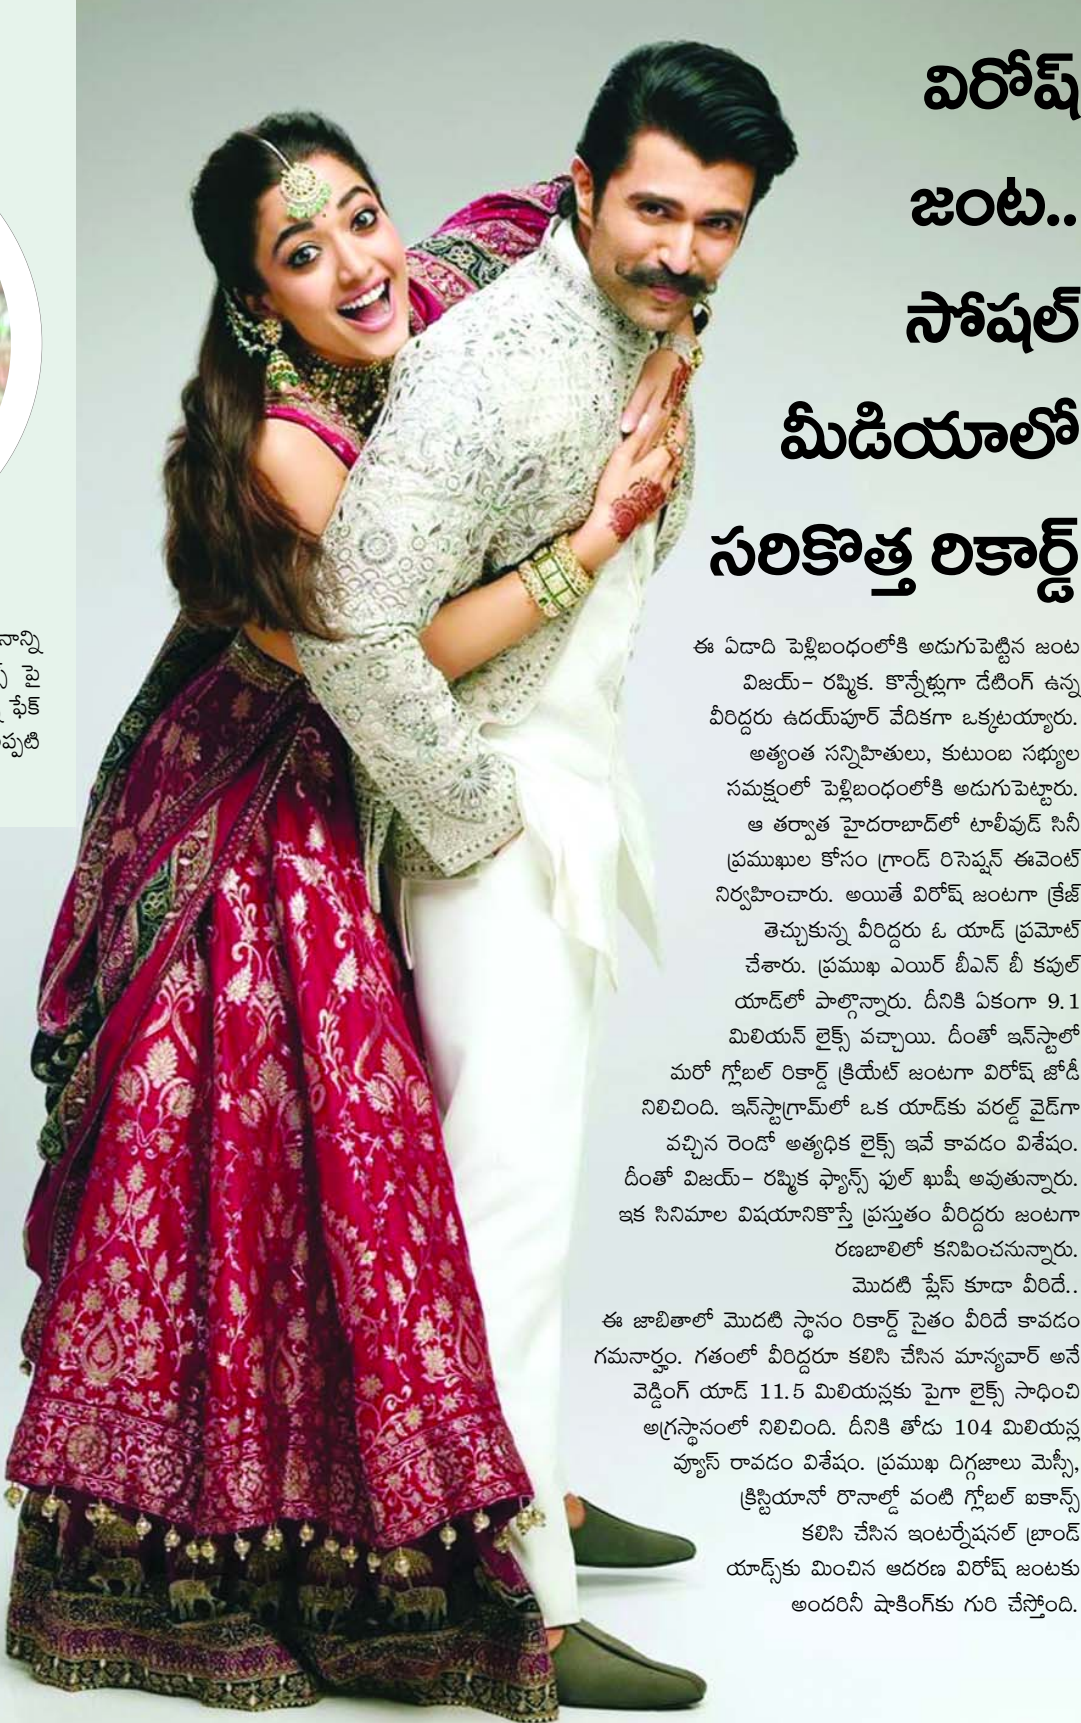 విరోష్
జంట..
సోషల్
మీడియాలో
సరికొత్త రికార్డ్
ఈ ఏడాది పెళ్లిబంధంలోకి అడుగుపెట్టిన జంట
విజయ్- రష్మిక. కొన్నేళ్లుగా డేటింగ్ ఉన్న
వీరిద్దరు ఉదయ్‌పూర్ వేదికగా ఒక్కటయ్యారు.
అత్యంత సన్నిహితులు, కుటుంబ సభ్యుల
సమక్షంలో పెళ్లిబంధంలోకి అడుగుపెట్టారు.
ఆ తర్వాత హైదరాబాద్‌లో టాలీవుడ్ సినీ
ప్రముఖుల కోసం గ్రాండ్ రిసెప్షన్ ఈవెంట్
నిర్వహించారు. అయితే విరోష్ జంటగా క్రేజ్
తెచ్చుకున్న వీరిద్దరు ఓ యాడ్ ప్రమోట్
చేశారు. ప్రముఖ ఎయిర్ బీఎన్ బీ కపుల్
యాడ్‌లో పాల్గొన్నారు. దీనికి ఏకంగా 9.1
మిలియన్ లైక్స్ వచ్చాయి. దీంతో ఇన్‌స్టాలో
మరో గ్లోబల్ రికార్డ్ క్రియేట్ జంటగా విరోష్ జోడీ
నిలిచింది. ఇన్‌స్టాగ్రామ్‌లో ఒక యాడ్‌కు వరల్డ్ వైడ్‌గా
వచ్చిన రెండో అత్యధిక లైక్స్ ఇవే కావడం విశేషం.
దీంతో విజయ్- రష్మిక ఫ్యాన్స్ ఫుల్ ఖుషీ అవుతున్నారు.
ఇక సినిమాల విషయానికొస్తే ప్రస్తుతం వీరిద్దరు జంటగా
రణబాలిలో కనిపించనున్నారు.
మొదటి ప్లేస్ కూడా వీరిదే..
ఈ జాబితాలో మొదటి స్థానం రికార్డ్ సైతం వీరిదే కావడం
గమనార్హం. గతంలో వీరిద్దరూ కలిసి చేసిన మాన్యవార్ అనే
వెడ్డింగ్ యాడ్ 11.5 మిలియన్లకు పైగా లైక్స్ సాధించి
అగ్రస్థానంలో నిలిచింది. దీనికి తోడు 104 మిలియన్ల
వ్యూస్ రావడం విశేషం. ప్రముఖ దిగ్గజాలు మెస్సీ,
క్రిస్టియానో రొనాల్డో వంటి గ్లోబల్ ఐకాన్స్
కలిసి చేసిన ఇంటర్నేషనల్ బ్రాండ్
యాడ్స్‌కు మించిన ఆదరణ విరోష్ జంటకు
అందరినీ షాకింగ్‌కు గురి చేస్తోంది.
పై
ఫేక్